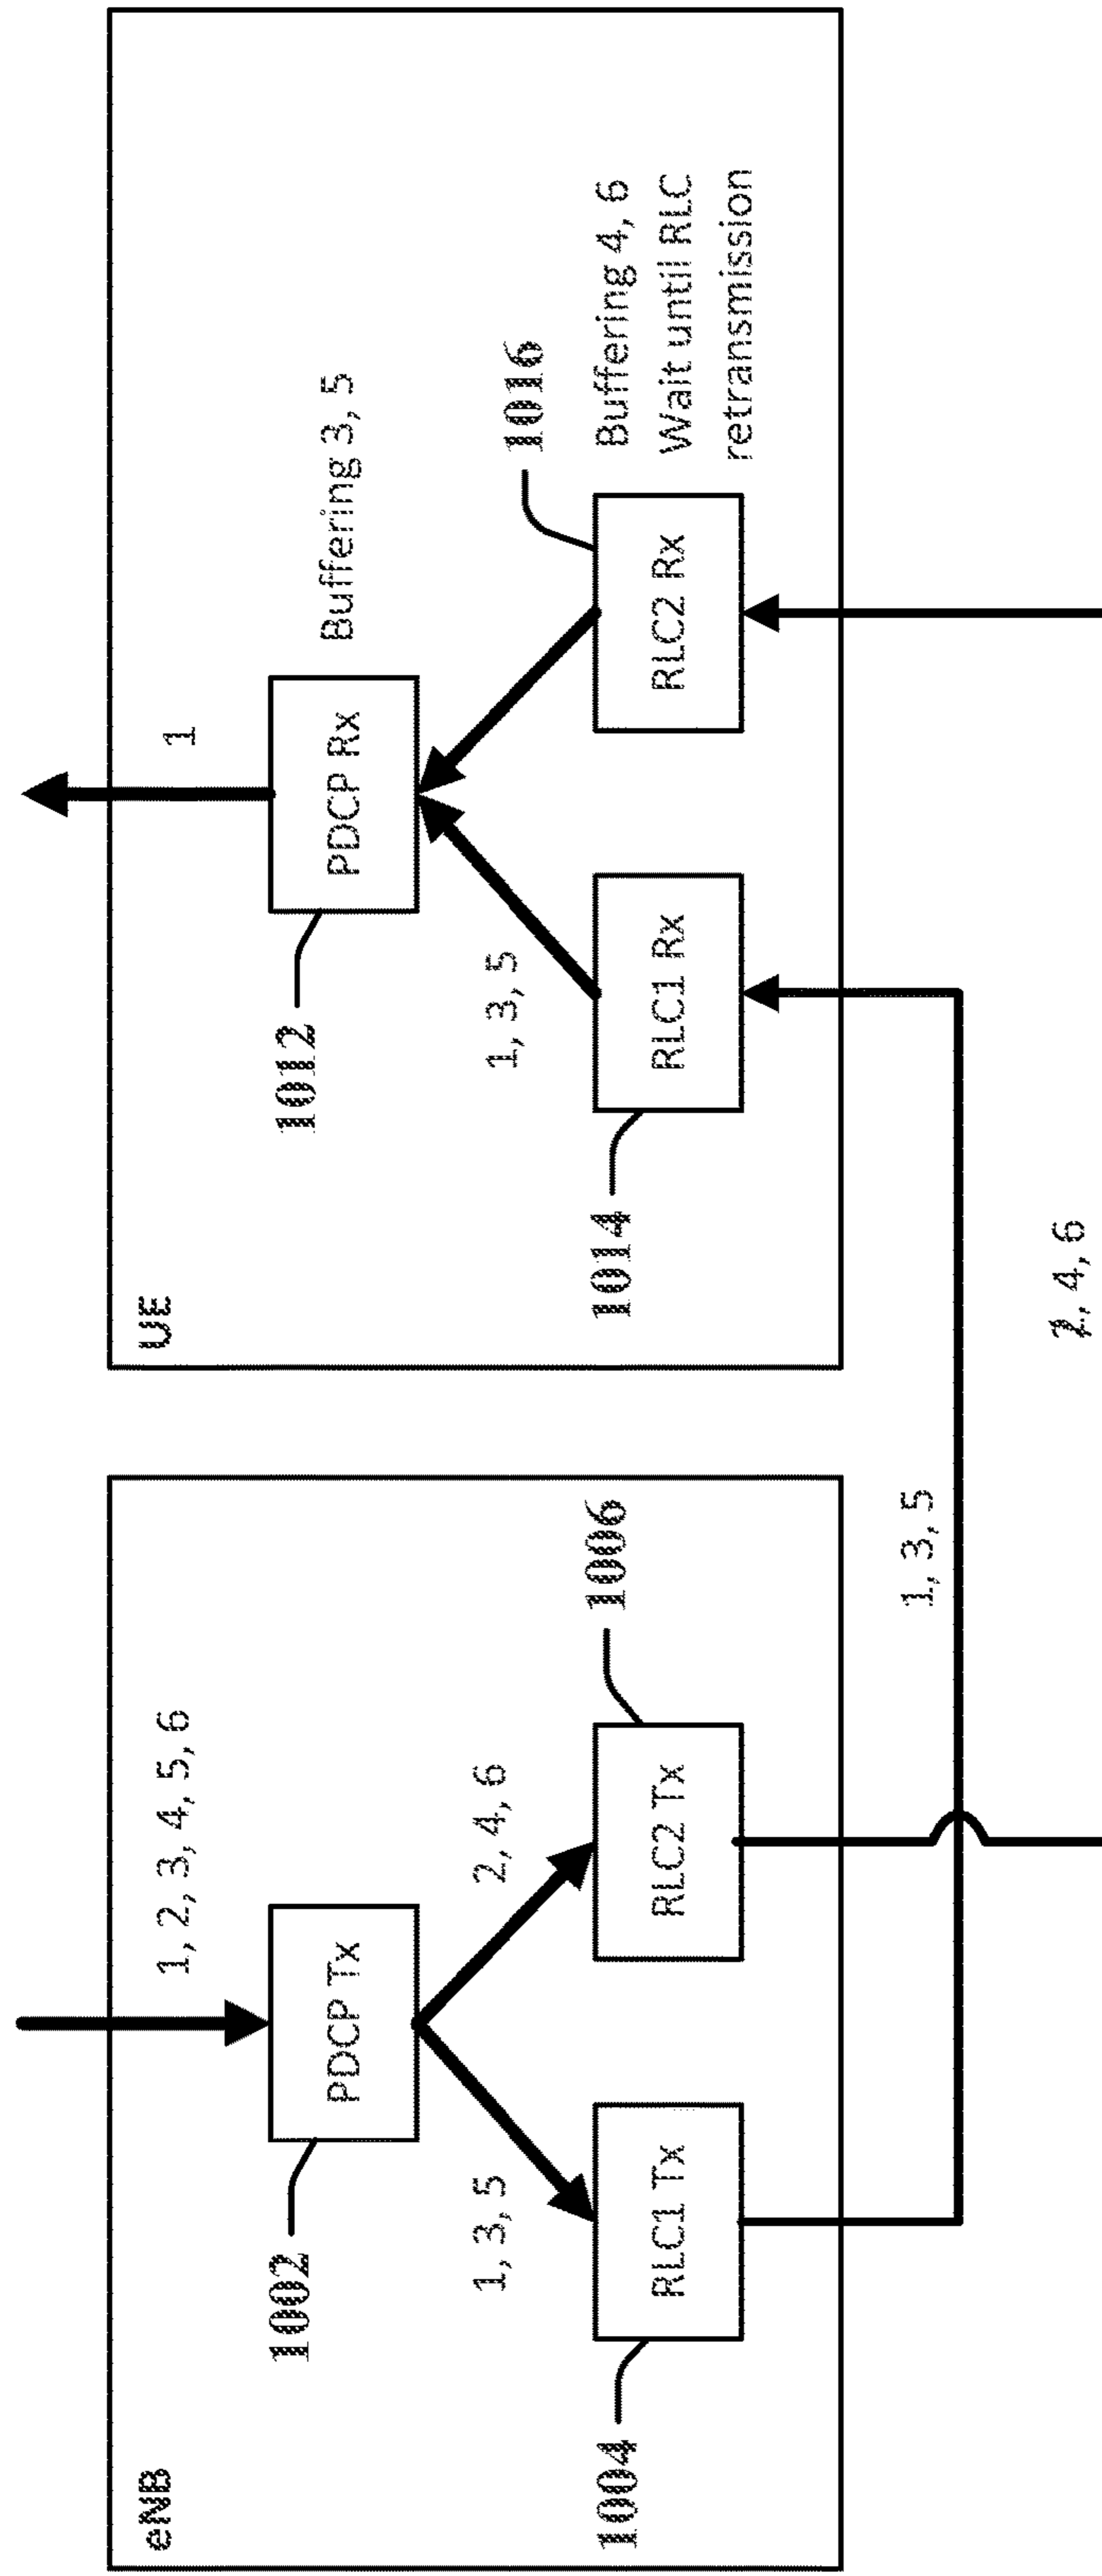 eNB
1, 2, 3, 4, 5, 6
1002
PDCP Tx
1, 3, 5
2, 4, 6
1004
RLC1 Tx
RLC2 Tx
1006
1, 3, 5
2, 4, 6
UE
1
1012
PDCP Rx
Buffering 3, 5
1, 3, 5
1014
RLC1 Rx
RLC2 Rx
1016
Buffering 4, 6
Wait until RLC
retransmission